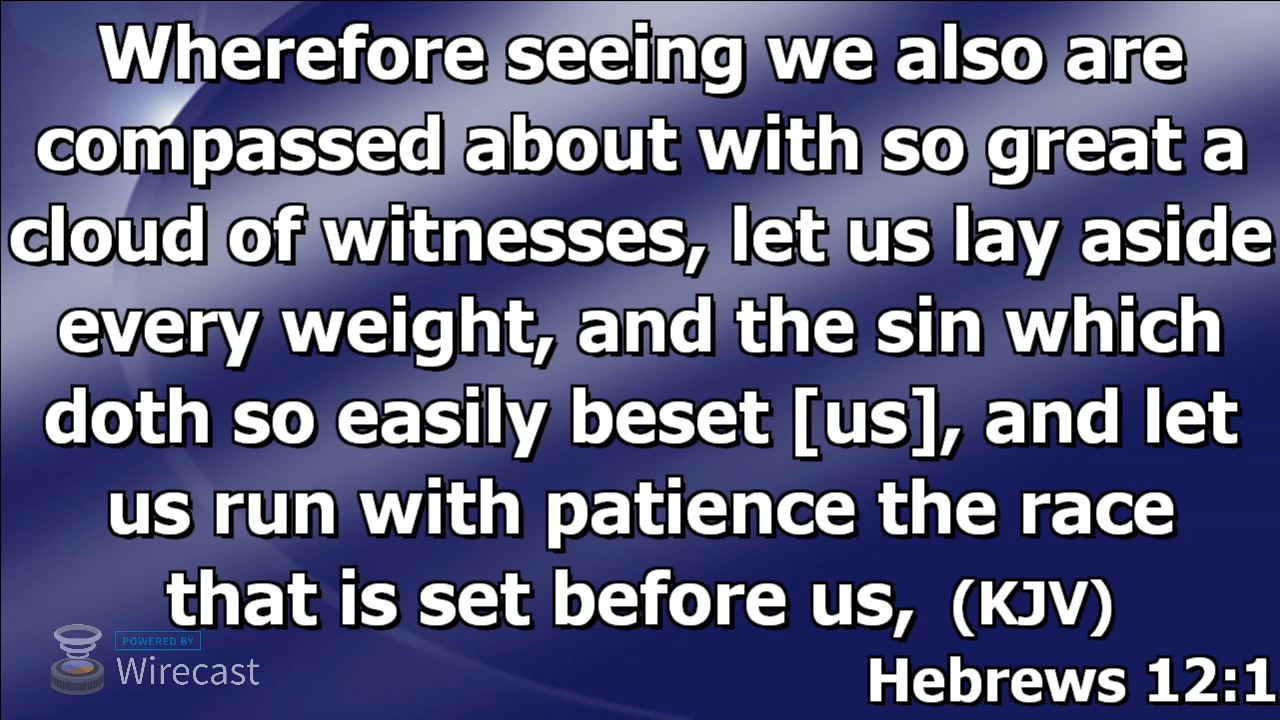 Wherefore seeing we also are
compassed about with so great a
cloud of witnesses, let us lay aside
every weight, and the sin which
doth so easily beset [us], and let
us run with patience the race
that is set before us, (KJV)
POWERED BY
Wirecast
Hebrews 12:1